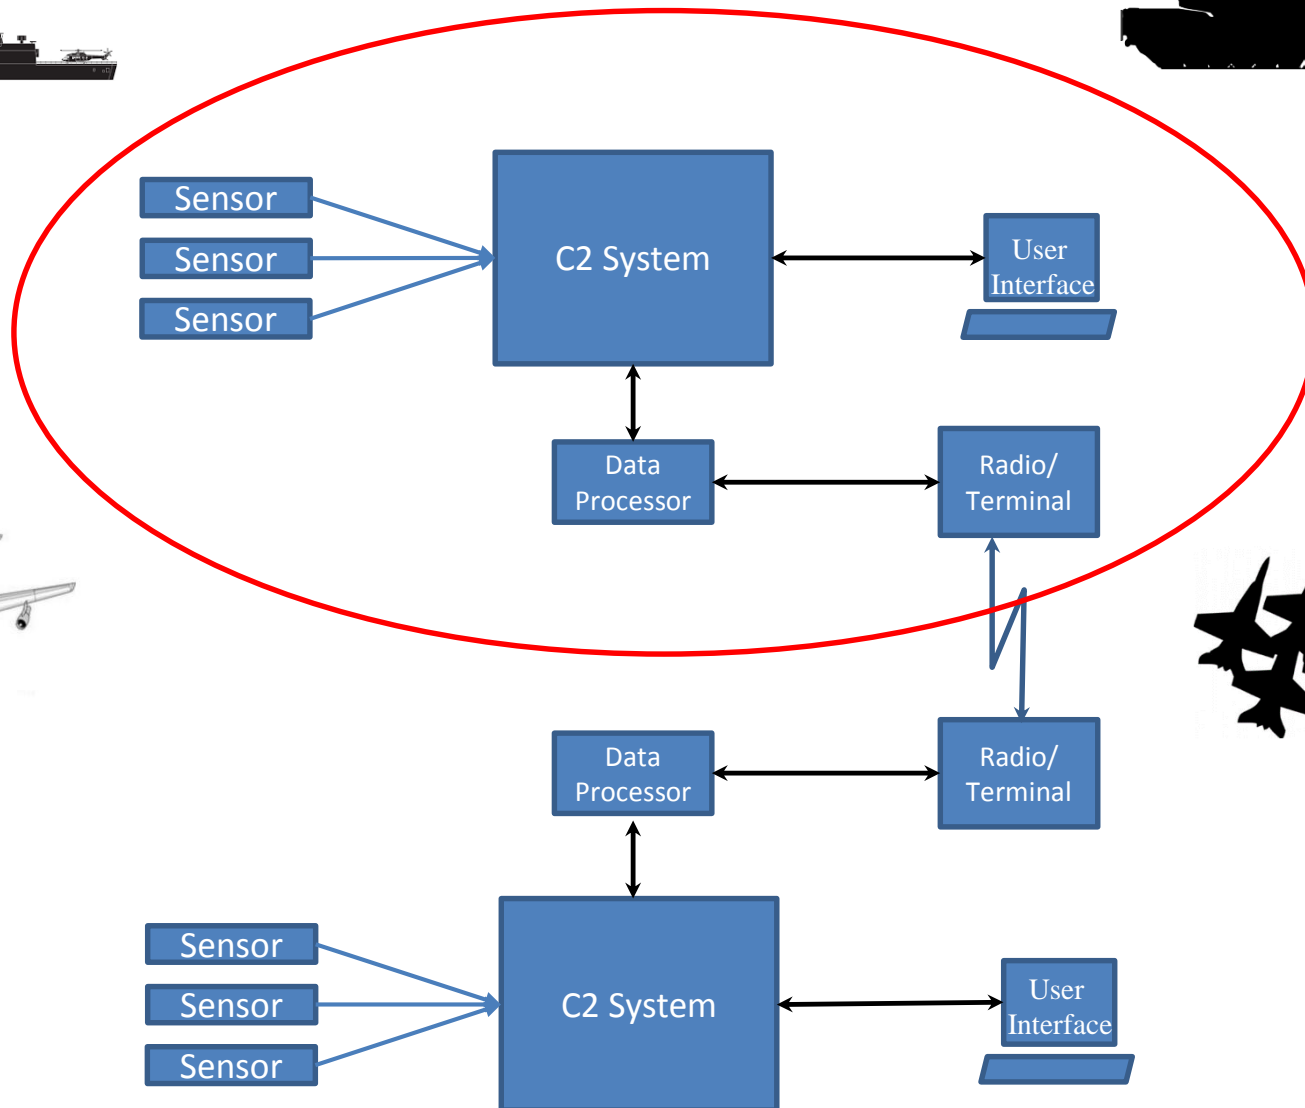 Sensor
Sensor
Sensor
C2 System
User
Interface
Data
Processor
Radio/
Terminal
Data
Processor
Radio/
Terminal
Sensor
Sensor
Sensor
C2 System
User
Interface